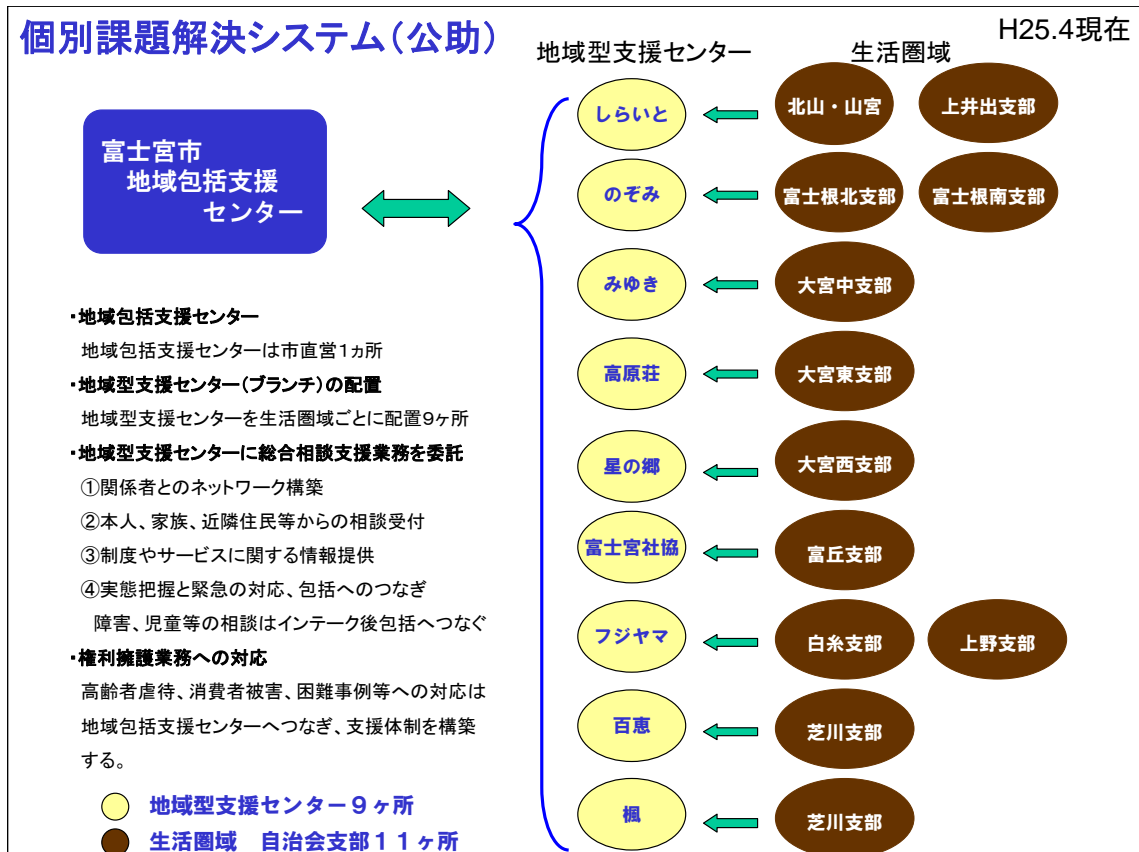 個別課題解決システム(公助)
H25.4現在
富士宮市
地域包括支援
センター
・地域包括支援センター
地域包括支援センターは市直営1ヵ所
・地域型支援センター(ブランチ)の配置
地域型支援センターを生活圏域ごとに配置9ヶ所
・地域型支援センターに総合相談支援業務を委託
①関係者とのネットワーク構築
②本人、家族、近隣住民等からの相談受付
③制度やサービスに関する情報提供
④実態把握と緊急の対応、包括へのつなぎ
障害、児童等の相談はインテーク後包括へつなぐ
・権利擁護業務への対応
高齢者虐待、消費者被害、困難事例等への対応は
地域包括支援センターへつなぎ、支援体制を構築
する。
地域型支援センター9ヶ所
生活圏域 自治会支部11ヶ所
地域型支援センター 生活圏域
しらいと 北山・山宮 上井出支部
のぞみ 富士根北支部 富士根南支部
みゆき 大宮中支部
高原荘 大宮東支部
星の郷 大宮西支部
富士宮社協 富丘支部
フジヤマ 白糸支部 上野支部
百恵 芝川支部
楓 芝川支部